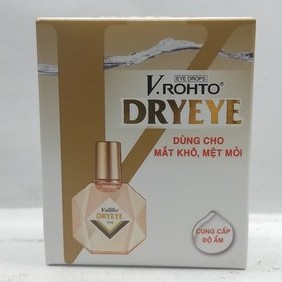 EYE DROPS
V.ROHTO®
DRYEYE
DÙNG CHO
MẮT KHÔ, MỆT MỎI
V.ROHTO
DRYEYE
CUNG CẤP
ĐỘ ẨM